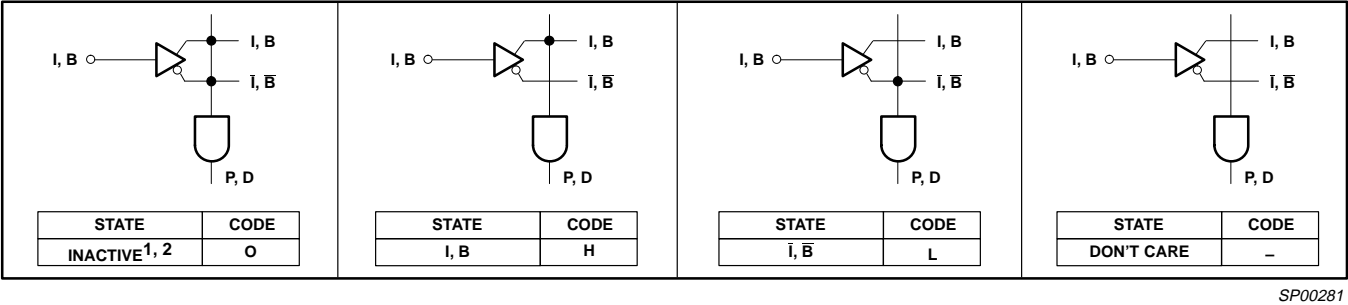 I, B
I, B
I̅, B̅
P, D
STATE CODE
INACTIVE1, 2 O
I, B
I, B
I̅, B̅
P, D
STATE CODE
I, B H
I, B
I, B
I̅, B̅
P, D
STATE CODE
I̅, B̅ L
I, B
I, B
I̅, B̅
P, D
STATE CODE
DON'T CARE –
SP00281